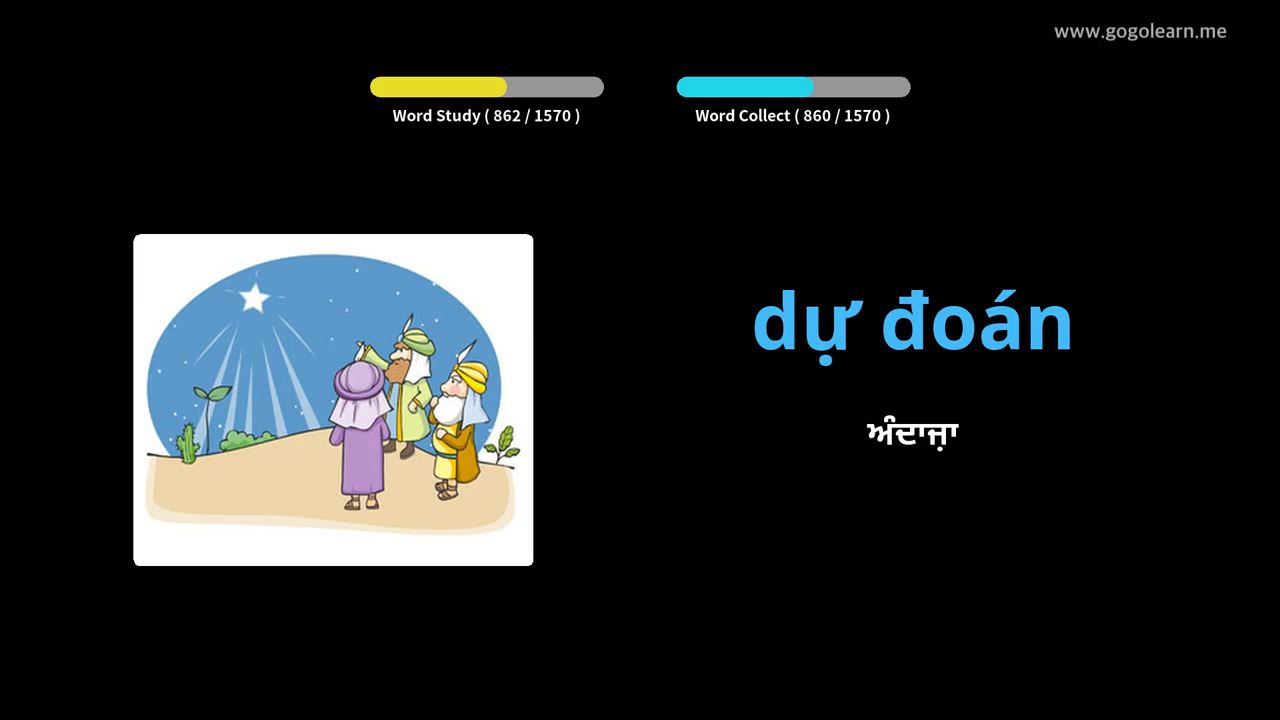 www.gogolearn.me
Word Study ( 862 / 1570 )
Word Collect ( 860 / 1570 )
dự đoán
ਅੰਦਾਜ਼ਾ